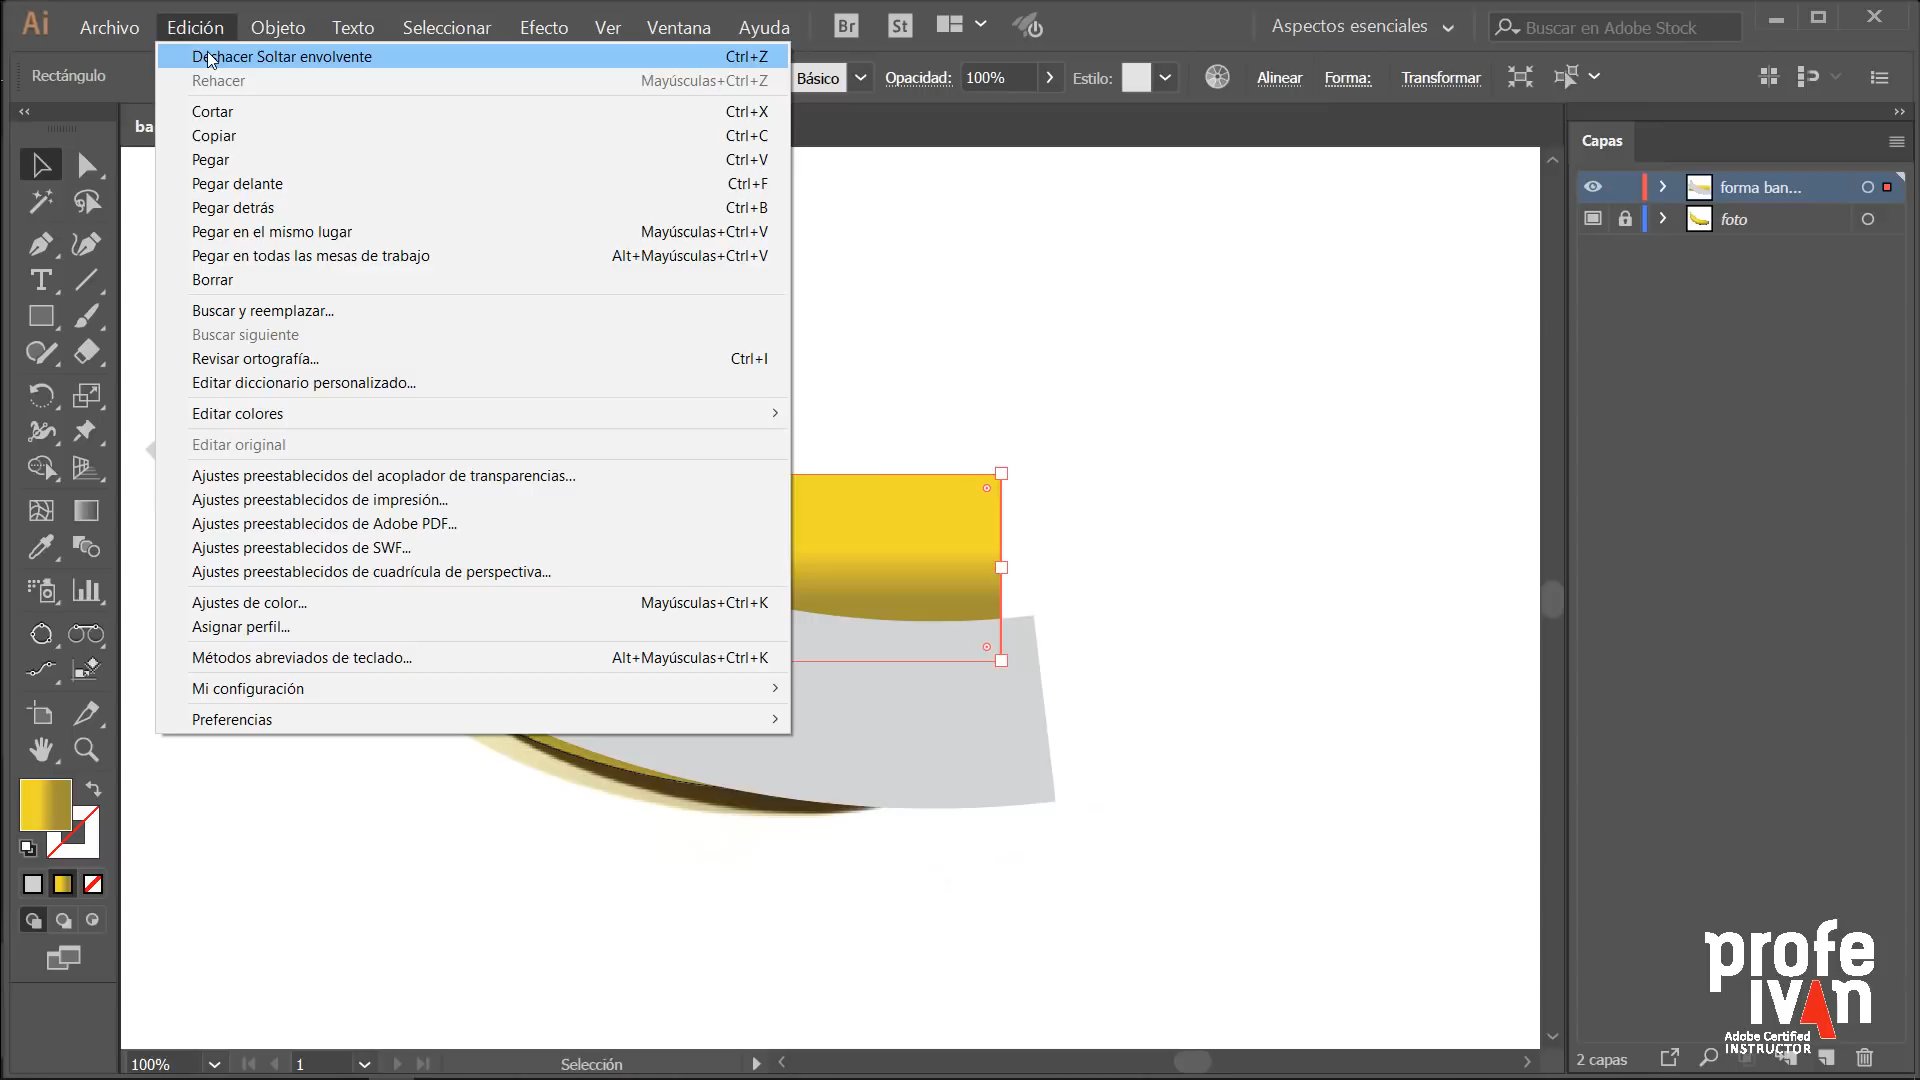 Ai Archivo Edición Objeto Texto Seleccionar Efecto Ver Ventana Ayuda Br St Aspectos esenciales Buscar en Adobe Stock
Rectángulo Básico Opacidad: 100% Estilo: Alinear Forma: Transformar
ba
Deshacer Soltar envolvente Ctrl+Z
Rehacer Mayúsculas+Ctrl+Z
Cortar Ctrl+X
Copiar Ctrl+C
Pegar Ctrl+V
Pegar delante Ctrl+F
Pegar detrás Ctrl+B
Pegar en el mismo lugar Mayúsculas+Ctrl+V
Pegar en todas las mesas de trabajo Alt+Mayúsculas+Ctrl+V
Borrar
Buscar y reemplazar...
Buscar siguiente
Revisar ortografía... Ctrl+I
Editar diccionario personalizado...
Editar colores
Editar original
Ajustes preestablecidos del acoplador de transparencias...
Ajustes preestablecidos de impresión...
Ajustes preestablecidos de Adobe PDF...
Ajustes preestablecidos de SWF...
Ajustes preestablecidos de cuadrícula de perspectiva...
Ajustes de color... Mayúsculas+Ctrl+K
Asignar perfil...
Métodos abreviados de teclado... Alt+Mayúsculas+Ctrl+K
Mi configuración
Preferencias
Capas
forma ban...
foto
profe
ivan
Adobe Certified
INSTRUCTOR
100% 1 Selección 2 capas